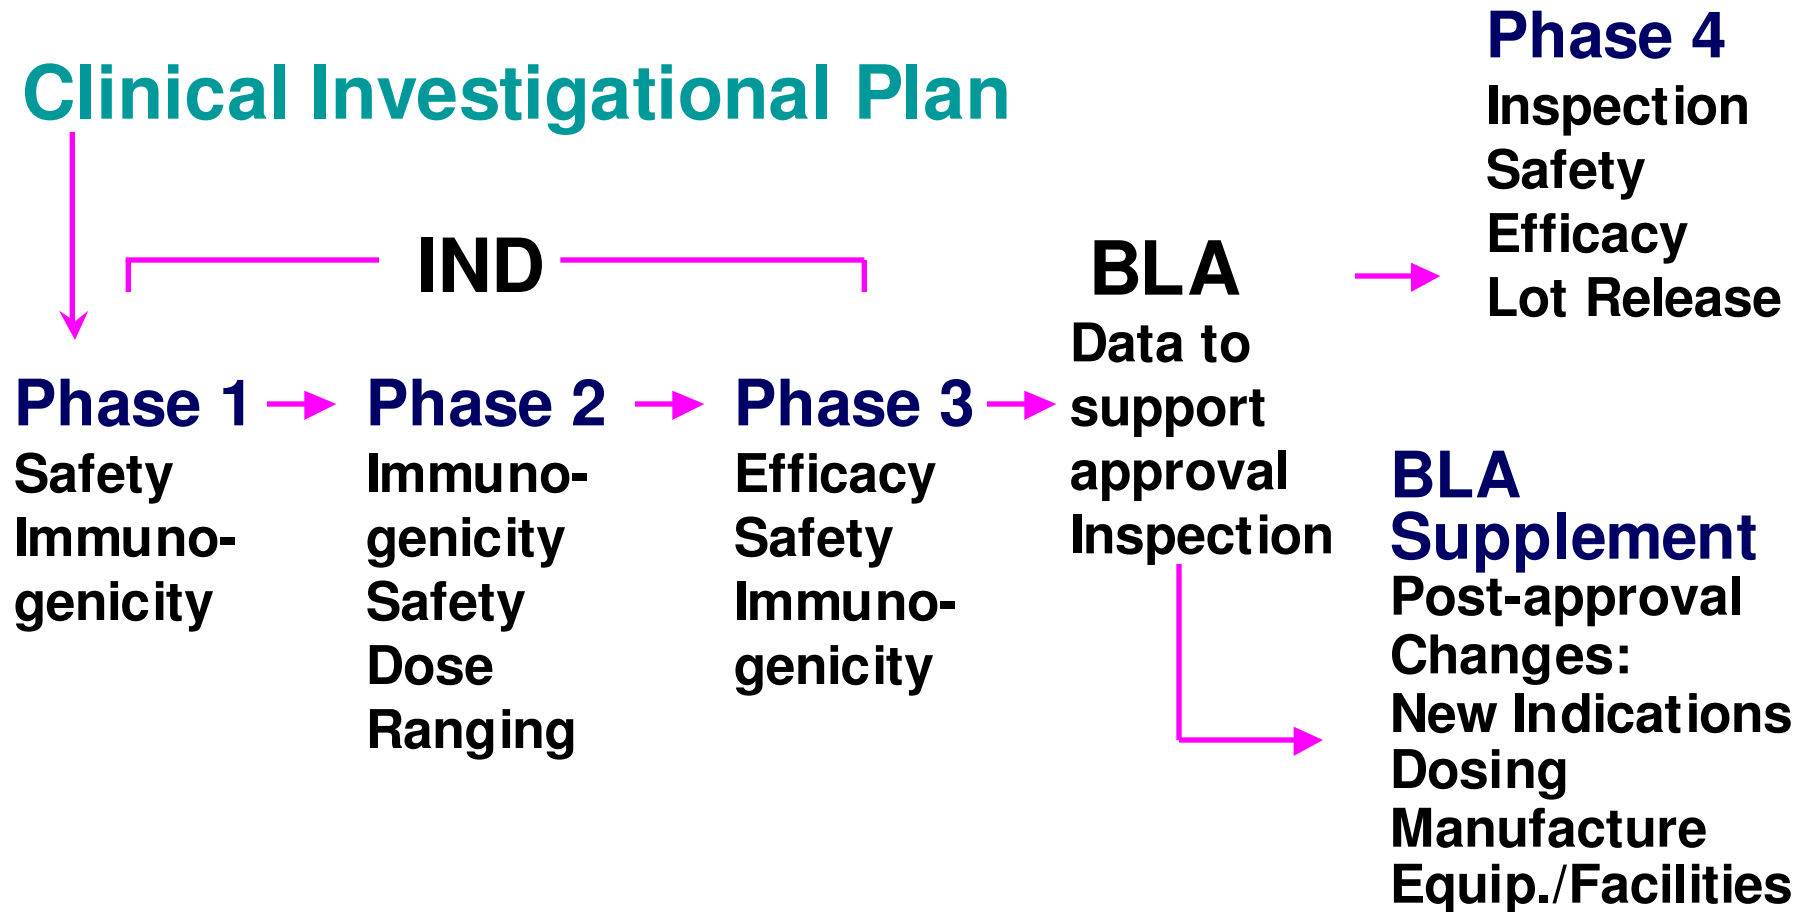 Clinical Investigational Plan
IND
Phase 1
Safety
Immuno-
genicity
Phase 2
Immuno-
genicity
Safety
Dose
Ranging
Phase 3
Efficacy
Safety
Immuno-
genicity
BLA
Data to
support
approval
Inspection
Phase 4
Inspection
Safety
Efficacy
Lot Release
BLA
Supplement
Post-approval
Changes:
New Indications
Dosing
Manufacture
Equip./Facilities